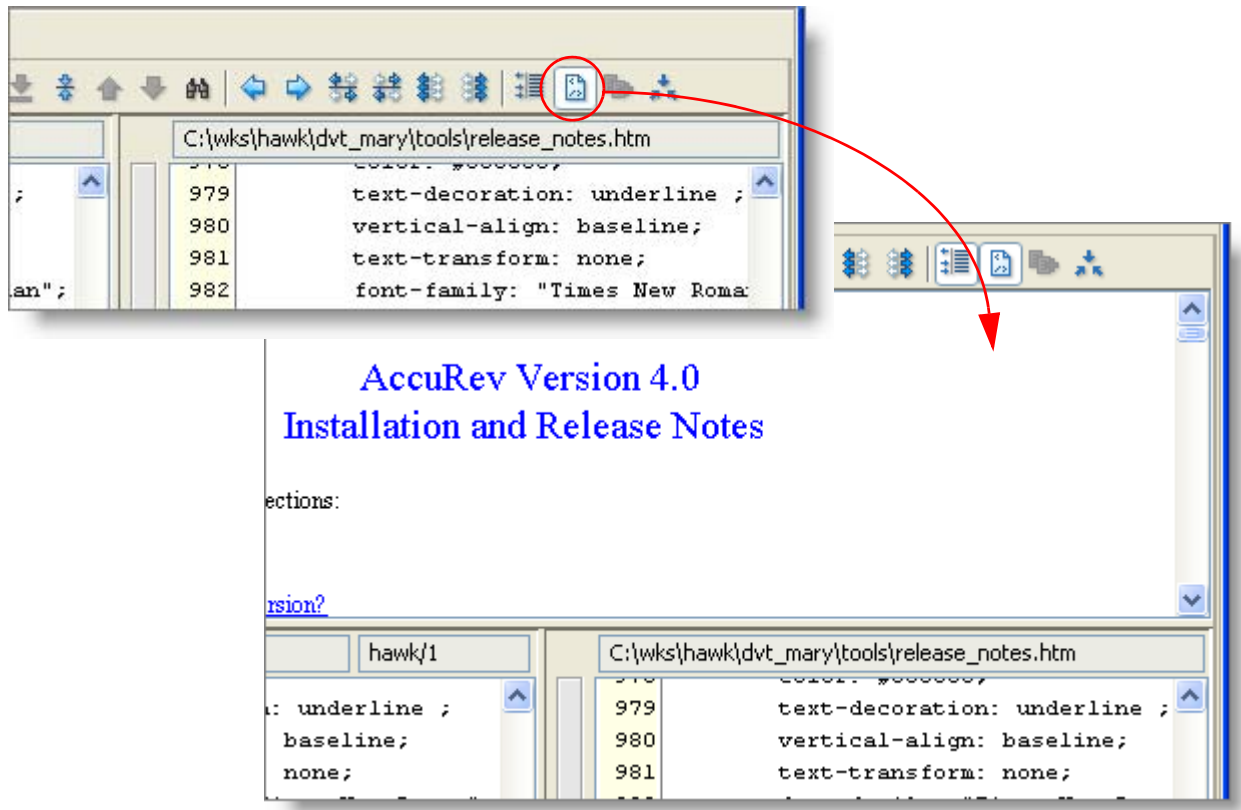 C:\wks\hawk\dvt_mary\tools\release_notes.htm
;
979 text-decoration: underline ;
980 vertical-align: baseline;
981 text-transform: none;
an"; 982 font-family: "Times New Roma
AccuRev Version 4.0
Installation and Release Notes
ections:
rsion?
hawk/1 C:\wks\hawk\dvt_mary\tools\release_notes.htm
: underline ; 979 text-decoration: underline ;
baseline; 980 vertical-align: baseline;
none; 981 text-transform: none;